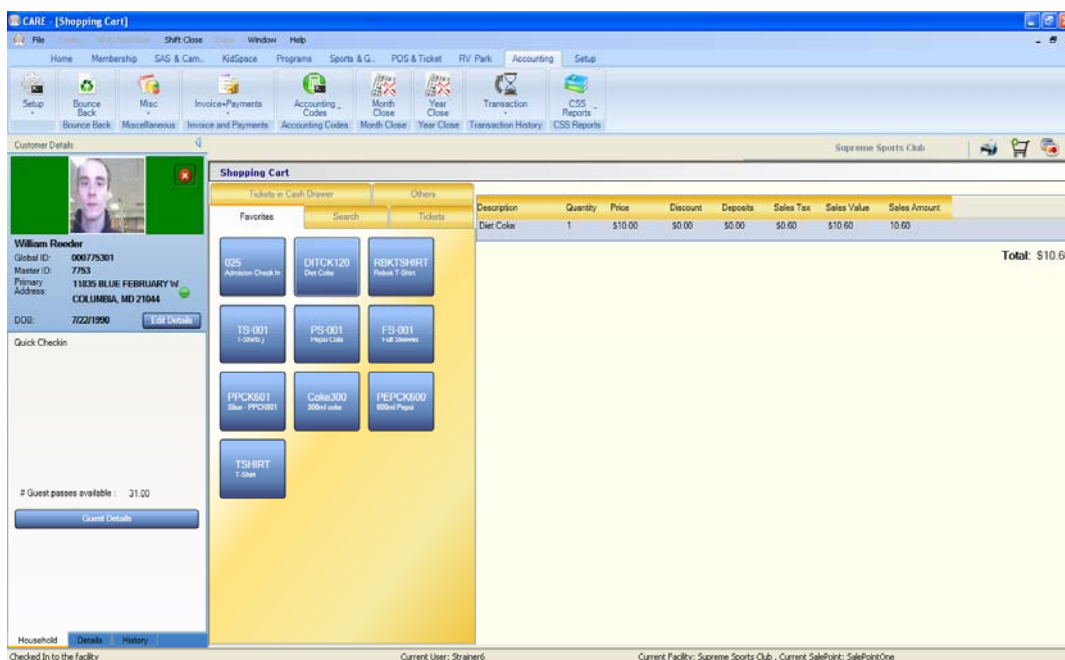 CARE - [Shopping Cart]
File Shift Close Window Help
Home Membership SAS & Cam.. KidSpace Programs Sports & G.. POS & Ticket RV Park Accounting Setup
Setup Bounce Back Misc Invoice+Payments Accounting Codes Month Close Year Close Transaction CSS Reports
Bounce Back Miscellaneous Invoice and Payments Accounting Codes Month Close Year Close Transaction History CSS Reports
Customer Details
Supreme Sports Club
Shopping Cart
Tickets in Cash Drawer Others
Favorites Search Tickets
Description Quantity Price Discount Deposits Sales Tax Sales Value Sales Amount
Diet Coke 1 $10.00 $0.00 $0.00 $0.60 $10.60 10.60
Total: $10.6
William Reeder
Global ID: 000775301
Master ID: 7753
Primary Address: 11835 BLUE FEBRUARY W
COLUMBIA, MD 21044
DOB: 7/22/1990 Edit Details
Quick Checkin
025
Admision Check In
DITCK120
Diet Coke
RBKTSHIRT
Rebok T-Shirt
TS-001
T-Shirts j
PS-001
Pepsi Cola
FS-001
Full Sleeves
PPCK601
Slice - PPCK601
Coke300
300ml coke
PEPCK600
600ml Pepsi
TSHIRT
T-Shirt
# Guest passes available : 31.00
Guest Details
Household Details History
Checked In to the facility Current User: Strainer6 Current Facility: Supreme Sports Club , Current SalePoint: SalePointOne